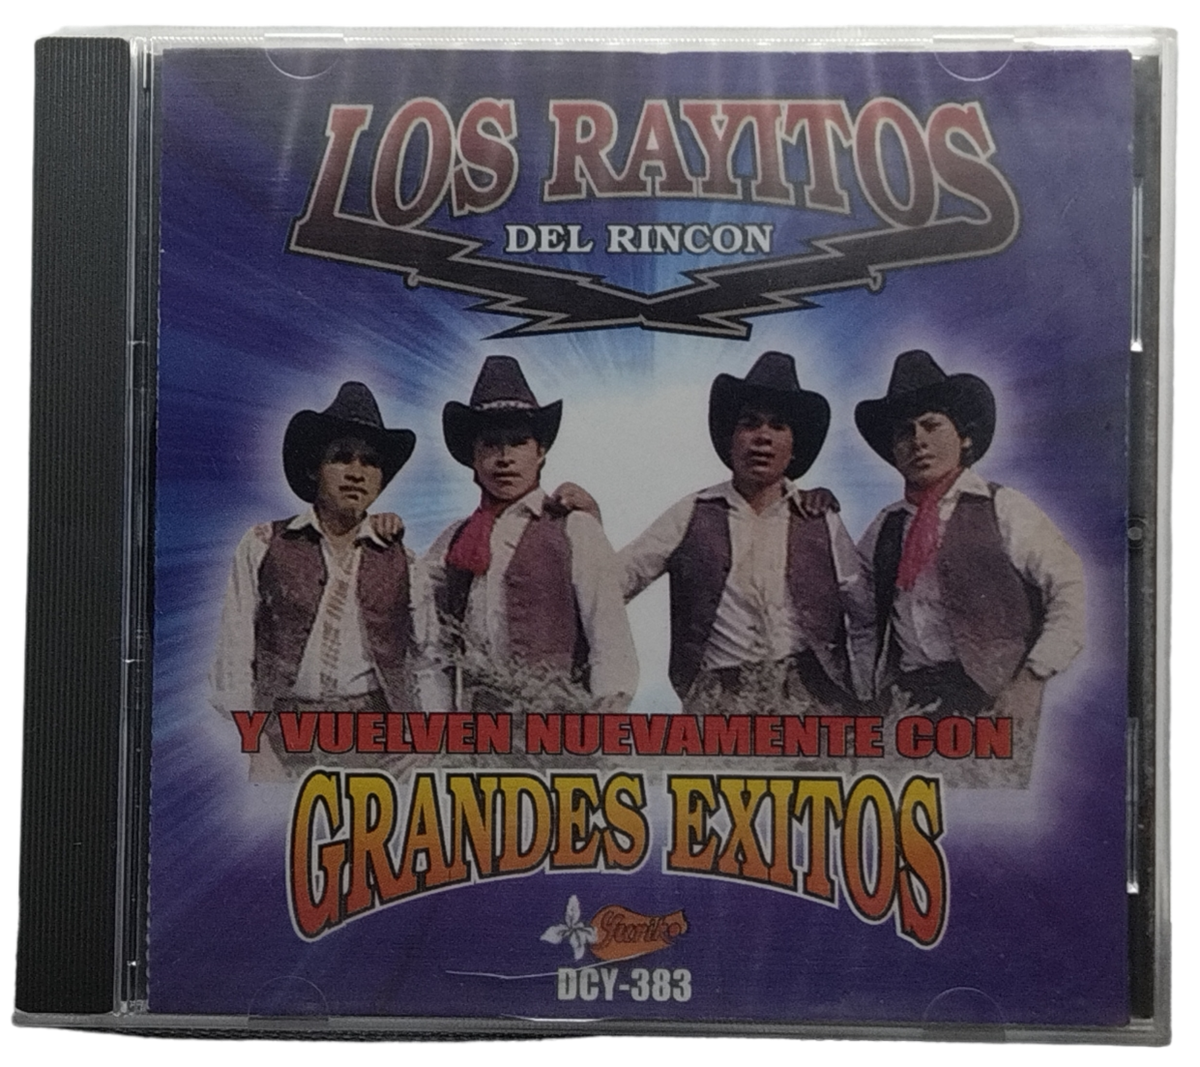 LOS RAYITOS
DEL RINCON
Y VUELVEN NUEVAMENTE CON
GRANDES EXITOS
DCY-383